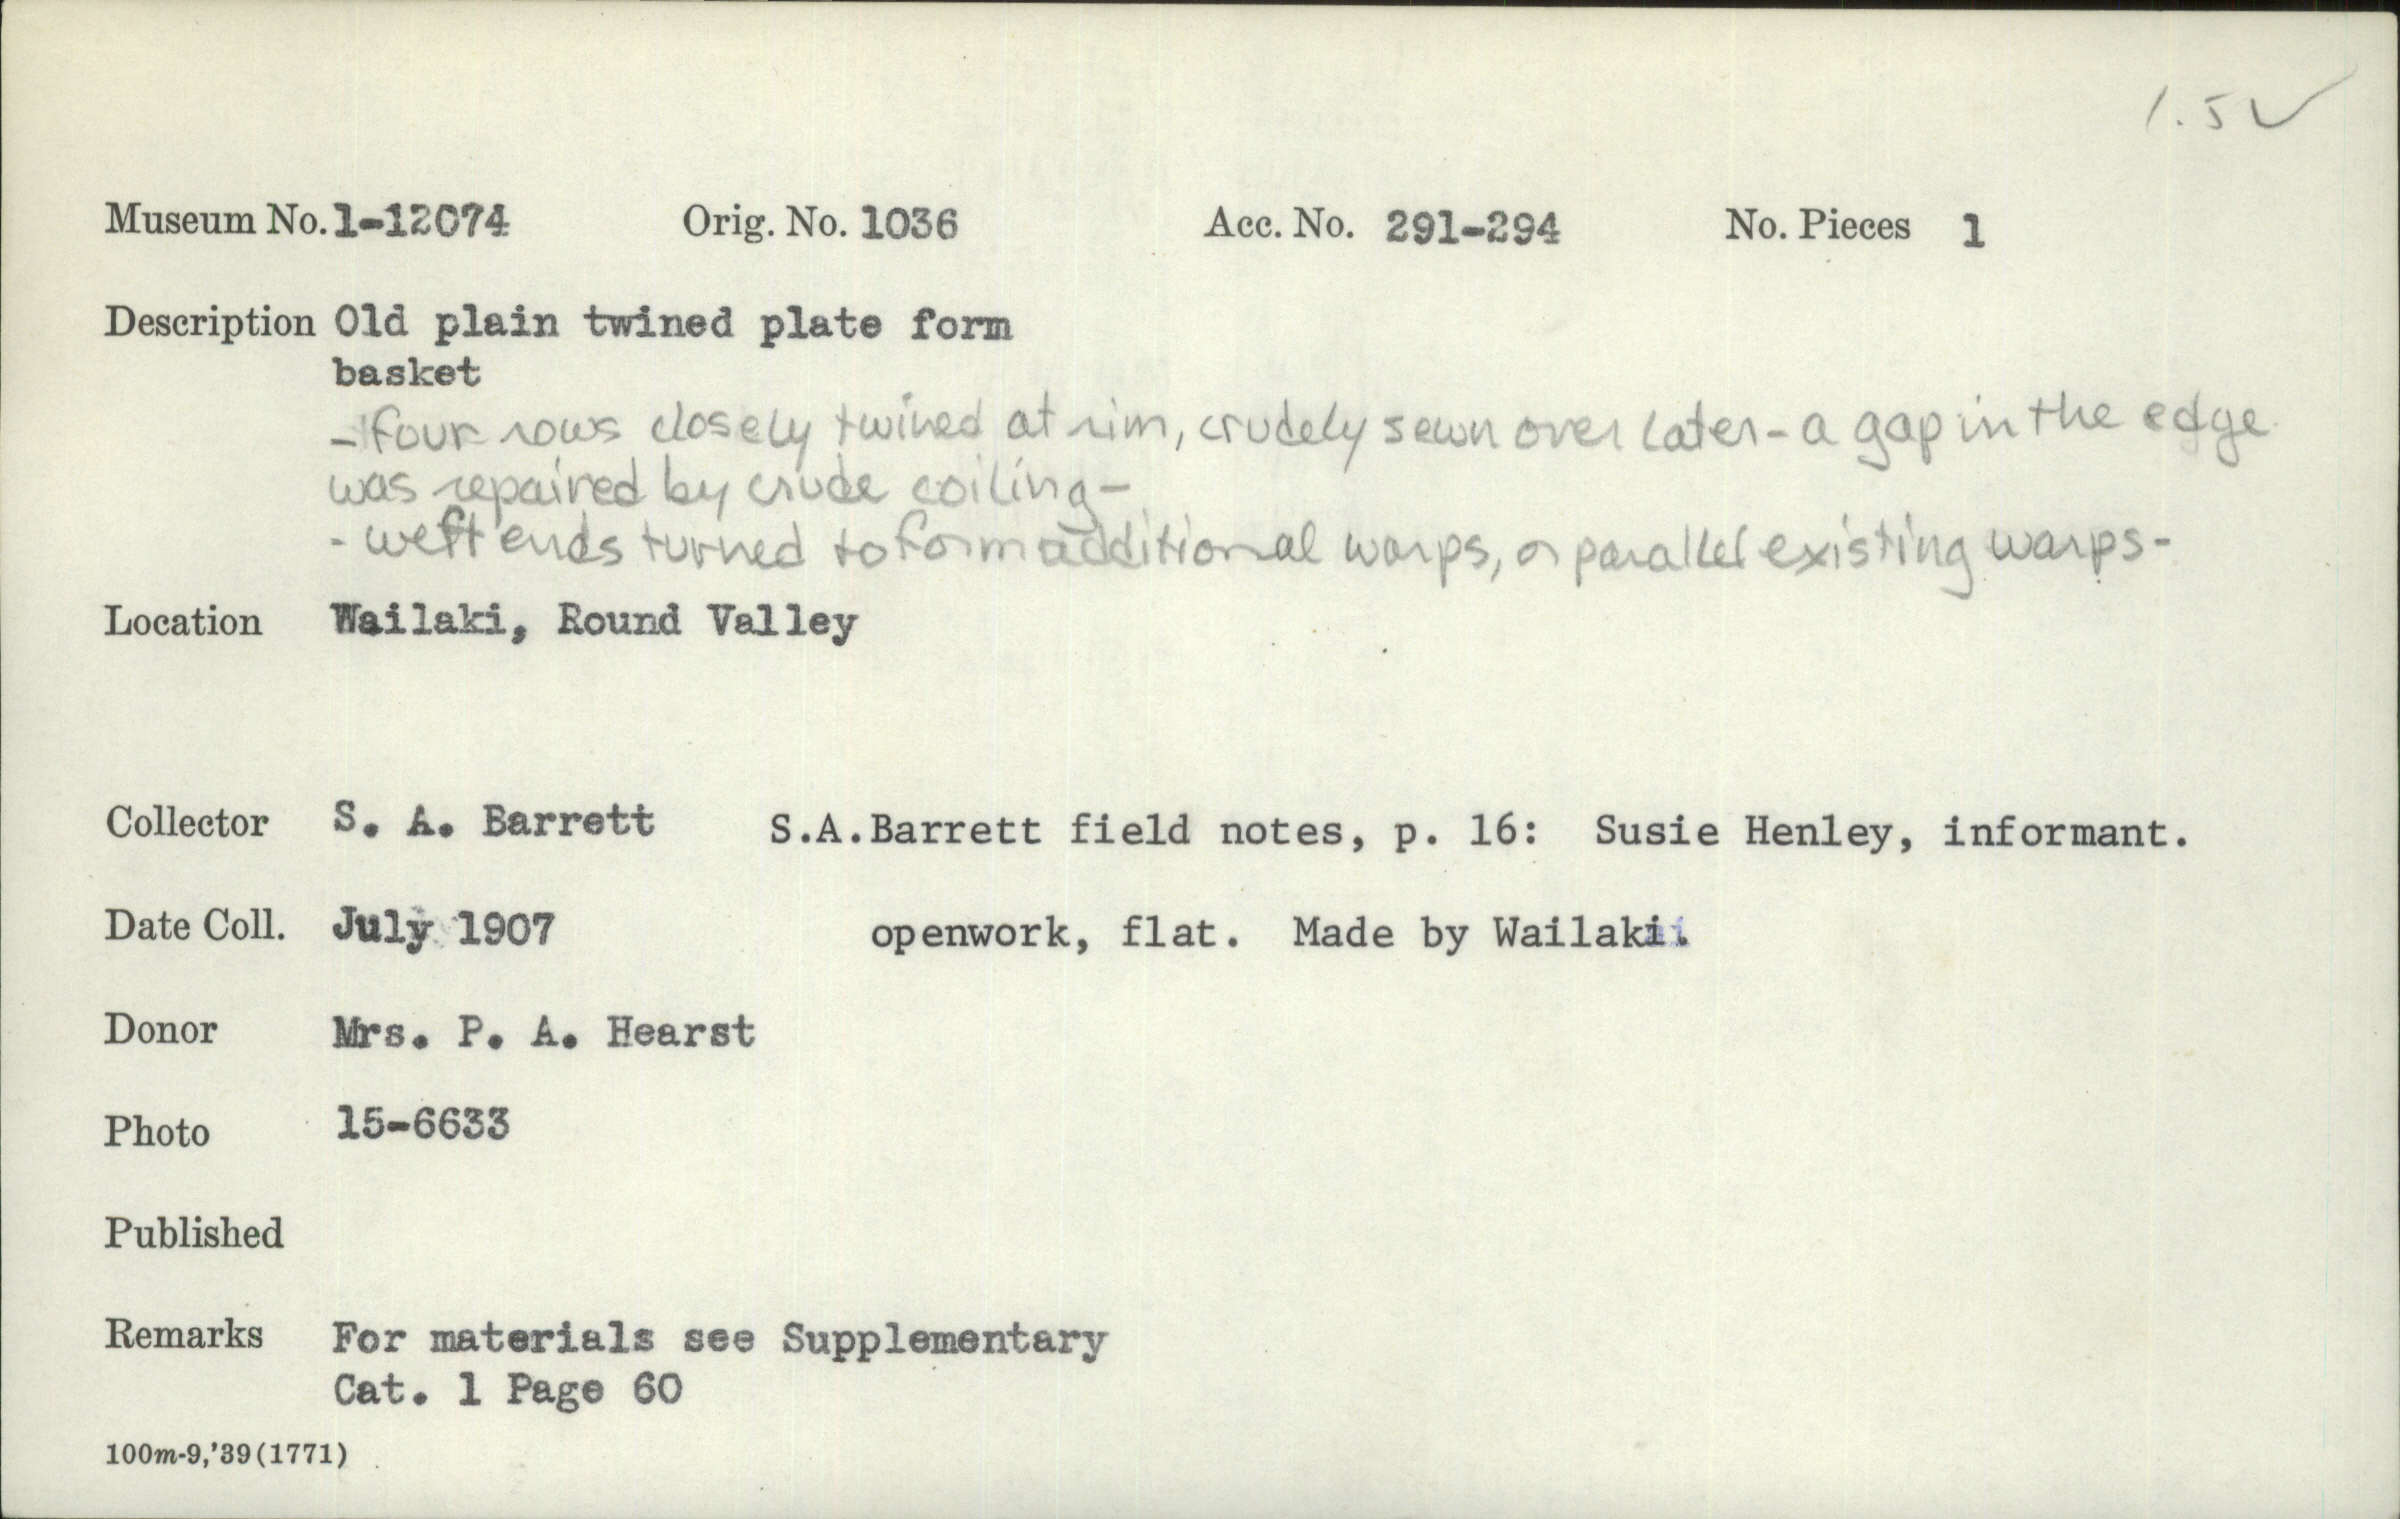 1.5 ✓
Museum No. 1-12074 Orig. No. 1036 Acc. No. 291-294 No. Pieces 1
Description Old plain twined plate form
basket
- four rows closely twined at rim, crudely sewn over later - a gap in the edge
was repaired by crude coiling -
- weft ends turned to form additional warps, or parallel existing warps -
Location Wailaki, Round Valley
Collector S. A. Barrett S.A.Barrett field notes, p. 16: Susie Henley, informant.
Date Coll. July 1907 openwork, flat. Made by Wailaki.
Donor Mrs. P. A. Hearst
Photo 15-6633
Published
Remarks For materials see Supplementary
Cat. 1 Page 60
100m-9,'39(1771)